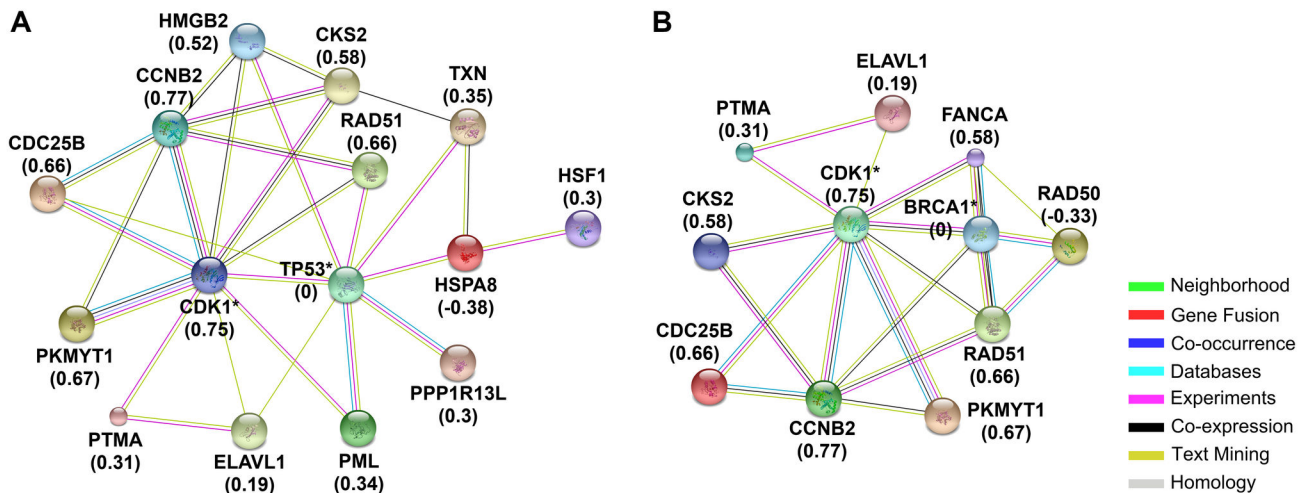 A
HMGB2
(0.52)
CKS2
(0.58)
CCNB2
(0.77)
TXN
(0.35)
RAD51
(0.66)
CDC25B
(0.66)
HSF1
(0.3)
TP53*
(0)
HSPA8
(-0.38)
CDK1*
(0.75)
PKMYT1
(0.67)
PPP1R13L
(0.3)
PTMA
(0.31)
ELAVL1
(0.19)
PML
(0.34)
B
ELAVL1
(0.19)
PTMA
(0.31)
FANCA
(0.58)
CDK1*
(0.75)
RAD50
(-0.33)
BRCA1*
(0)
CKS2
(0.58)
CDC25B
(0.66)
RAD51
(0.66)
CCNB2
(0.77)
PKMYT1
(0.67)
Neighborhood
Gene Fusion
Co-occurrence
Databases
Experiments
Co-expression
Text Mining
Homology